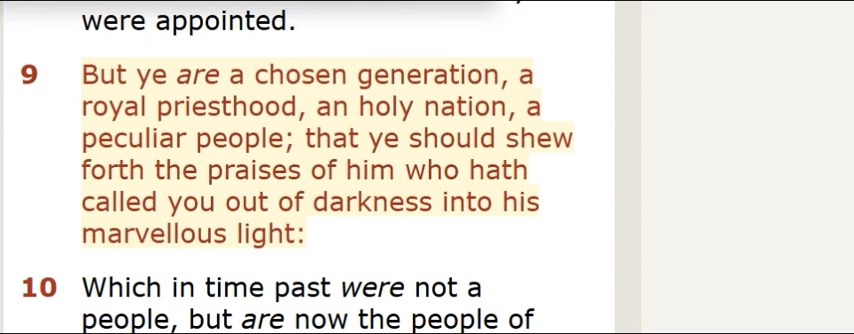 were appointed.
9 But ye are a chosen generation, a
royal priesthood, an holy nation, a
peculiar people; that ye should shew
forth the praises of him who hath
called you out of darkness into his
marvellous light:
10 Which in time past were not a
people, but are now the people of